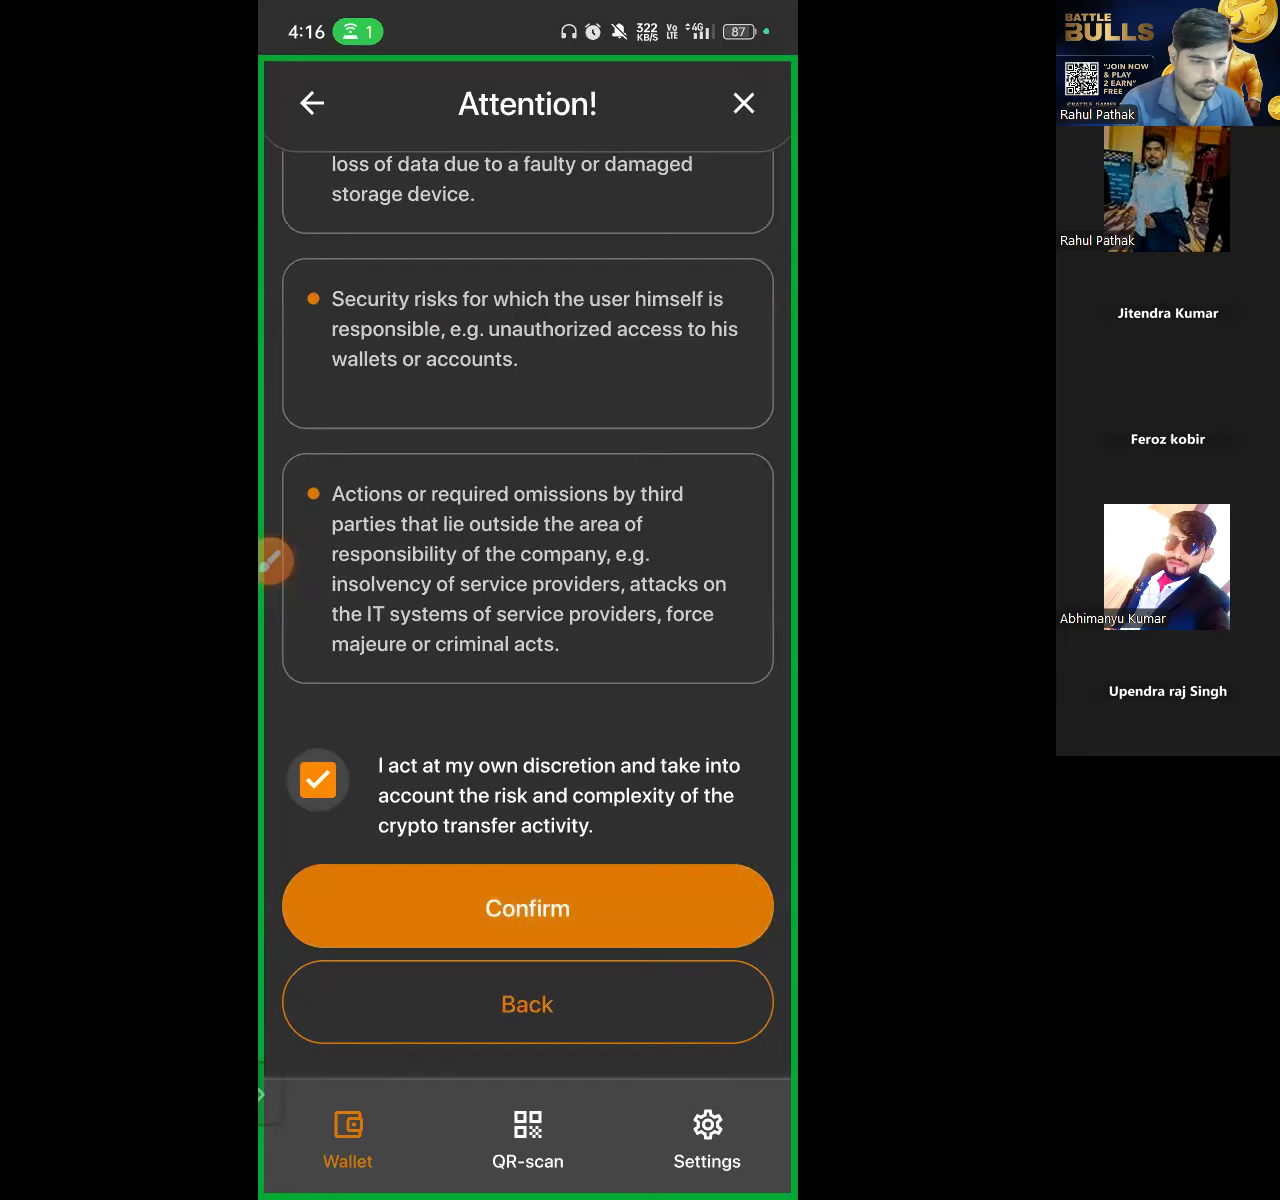 4:16
1
322
KB/S
Vo
LTE
4G
87
Attention!
loss of data due to a faulty or damaged
storage device.
Security risks for which the user himself is
responsible, e.g. unauthorized access to his
wallets or accounts.
Actions or required omissions by third
parties that lie outside the area of
responsibility of the company, e.g.
insolvency of service providers, attacks on
the IT systems of service providers, force
majeure or criminal acts.
I act at my own discretion and take into
account the risk and complexity of the
crypto transfer activity.
Confirm
Back
Wallet
QR-scan
Settings
BATTLE
BULLS
"JOIN NOW
& PLAY
2 EARN"
FREE
Rahul Pathak
Rahul Pathak
Jitendra Kumar
Feroz kobir
Abhimanyu Kumar
Upendra raj Singh